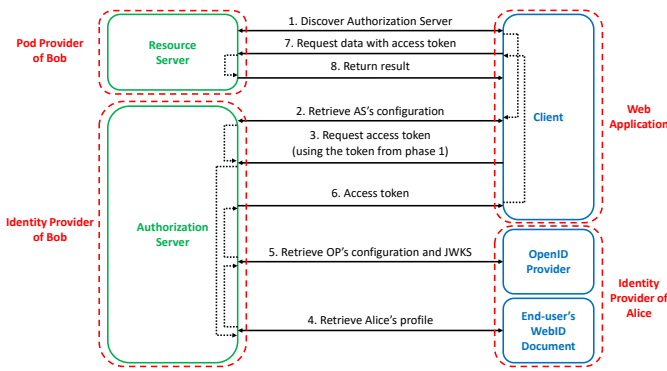 1. Discover Authorization Server
Pod Provider
of Bob
Resource
Server
7. Request data with access token
8. Return result
2. Retrieve AS's configuration
Client
Web
Application
3. Request access token
(using the token from phase 1)
6. Access token
Identity Provider
of Bob
Authorization
Server
5. Retrieve OP's configuration and JWKS
OpenID
Provider
Identity
Provider of
Alice
4. Retrieve Alice's profile
End-user's
WebID
Document